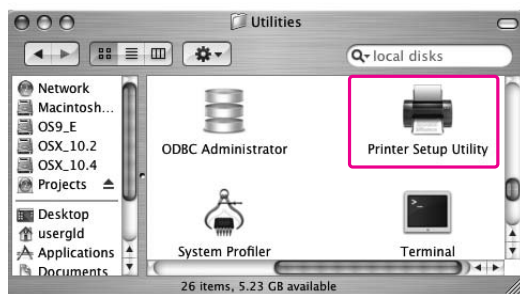 Utilities
local disks
Network
Macintosh...
OS9_E
OSX_10.2
OSX_10.4
Projects
Desktop
usergld
Applications
Documents
ODBC Administrator
Printer Setup Utility
System Profiler
Terminal
26 items, 5.23 GB available